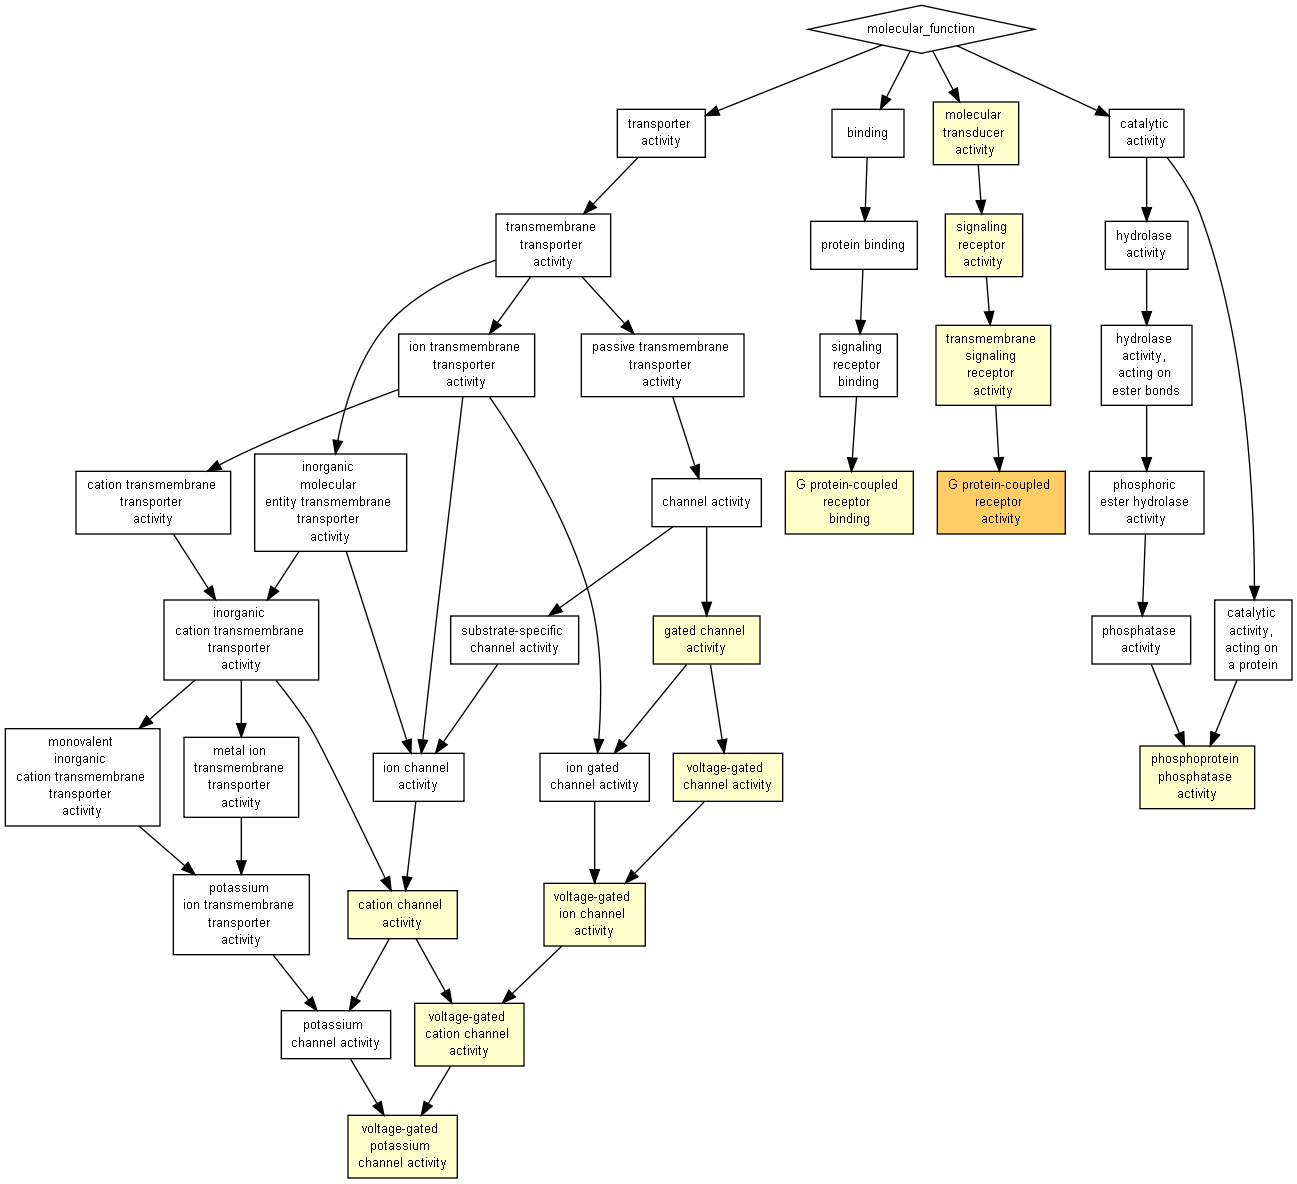 molecular_function
transporter
activity
binding
molecular
transducer
activity
catalytic
activity
transmembrane
transporter
activity
protein binding
signaling
receptor
activity
hydrolase
activity
ion transmembrane
transporter
activity
passive transmembrane
transporter
activity
signaling
receptor
binding
transmembrane
signaling
receptor
activity
hydrolase
activity,
acting on
ester bonds
cation transmembrane
transporter
activity
inorganic
molecular
entity transmembrane
transporter
activity
channel activity
G protein-coupled
receptor
binding
G protein-coupled
receptor
activity
phosphoric
ester hydrolase
activity
inorganic
cation transmembrane
transporter
activity
substrate-specific
channel activity
gated channel
activity
phosphatase
activity
catalytic
activity,
acting on
a protein
monovalent
inorganic
cation transmembrane
transporter
activity
metal ion
transmembrane
transporter
activity
ion channel
activity
ion gated
channel activity
voltage-gated
channel activity
phosphoprotein
phosphatase
activity
potassium
ion transmembrane
transporter
activity
cation channel
activity
voltage-gated
ion channel
activity
potassium
channel activity
voltage-gated
cation channel
activity
voltage-gated
potassium
channel activity